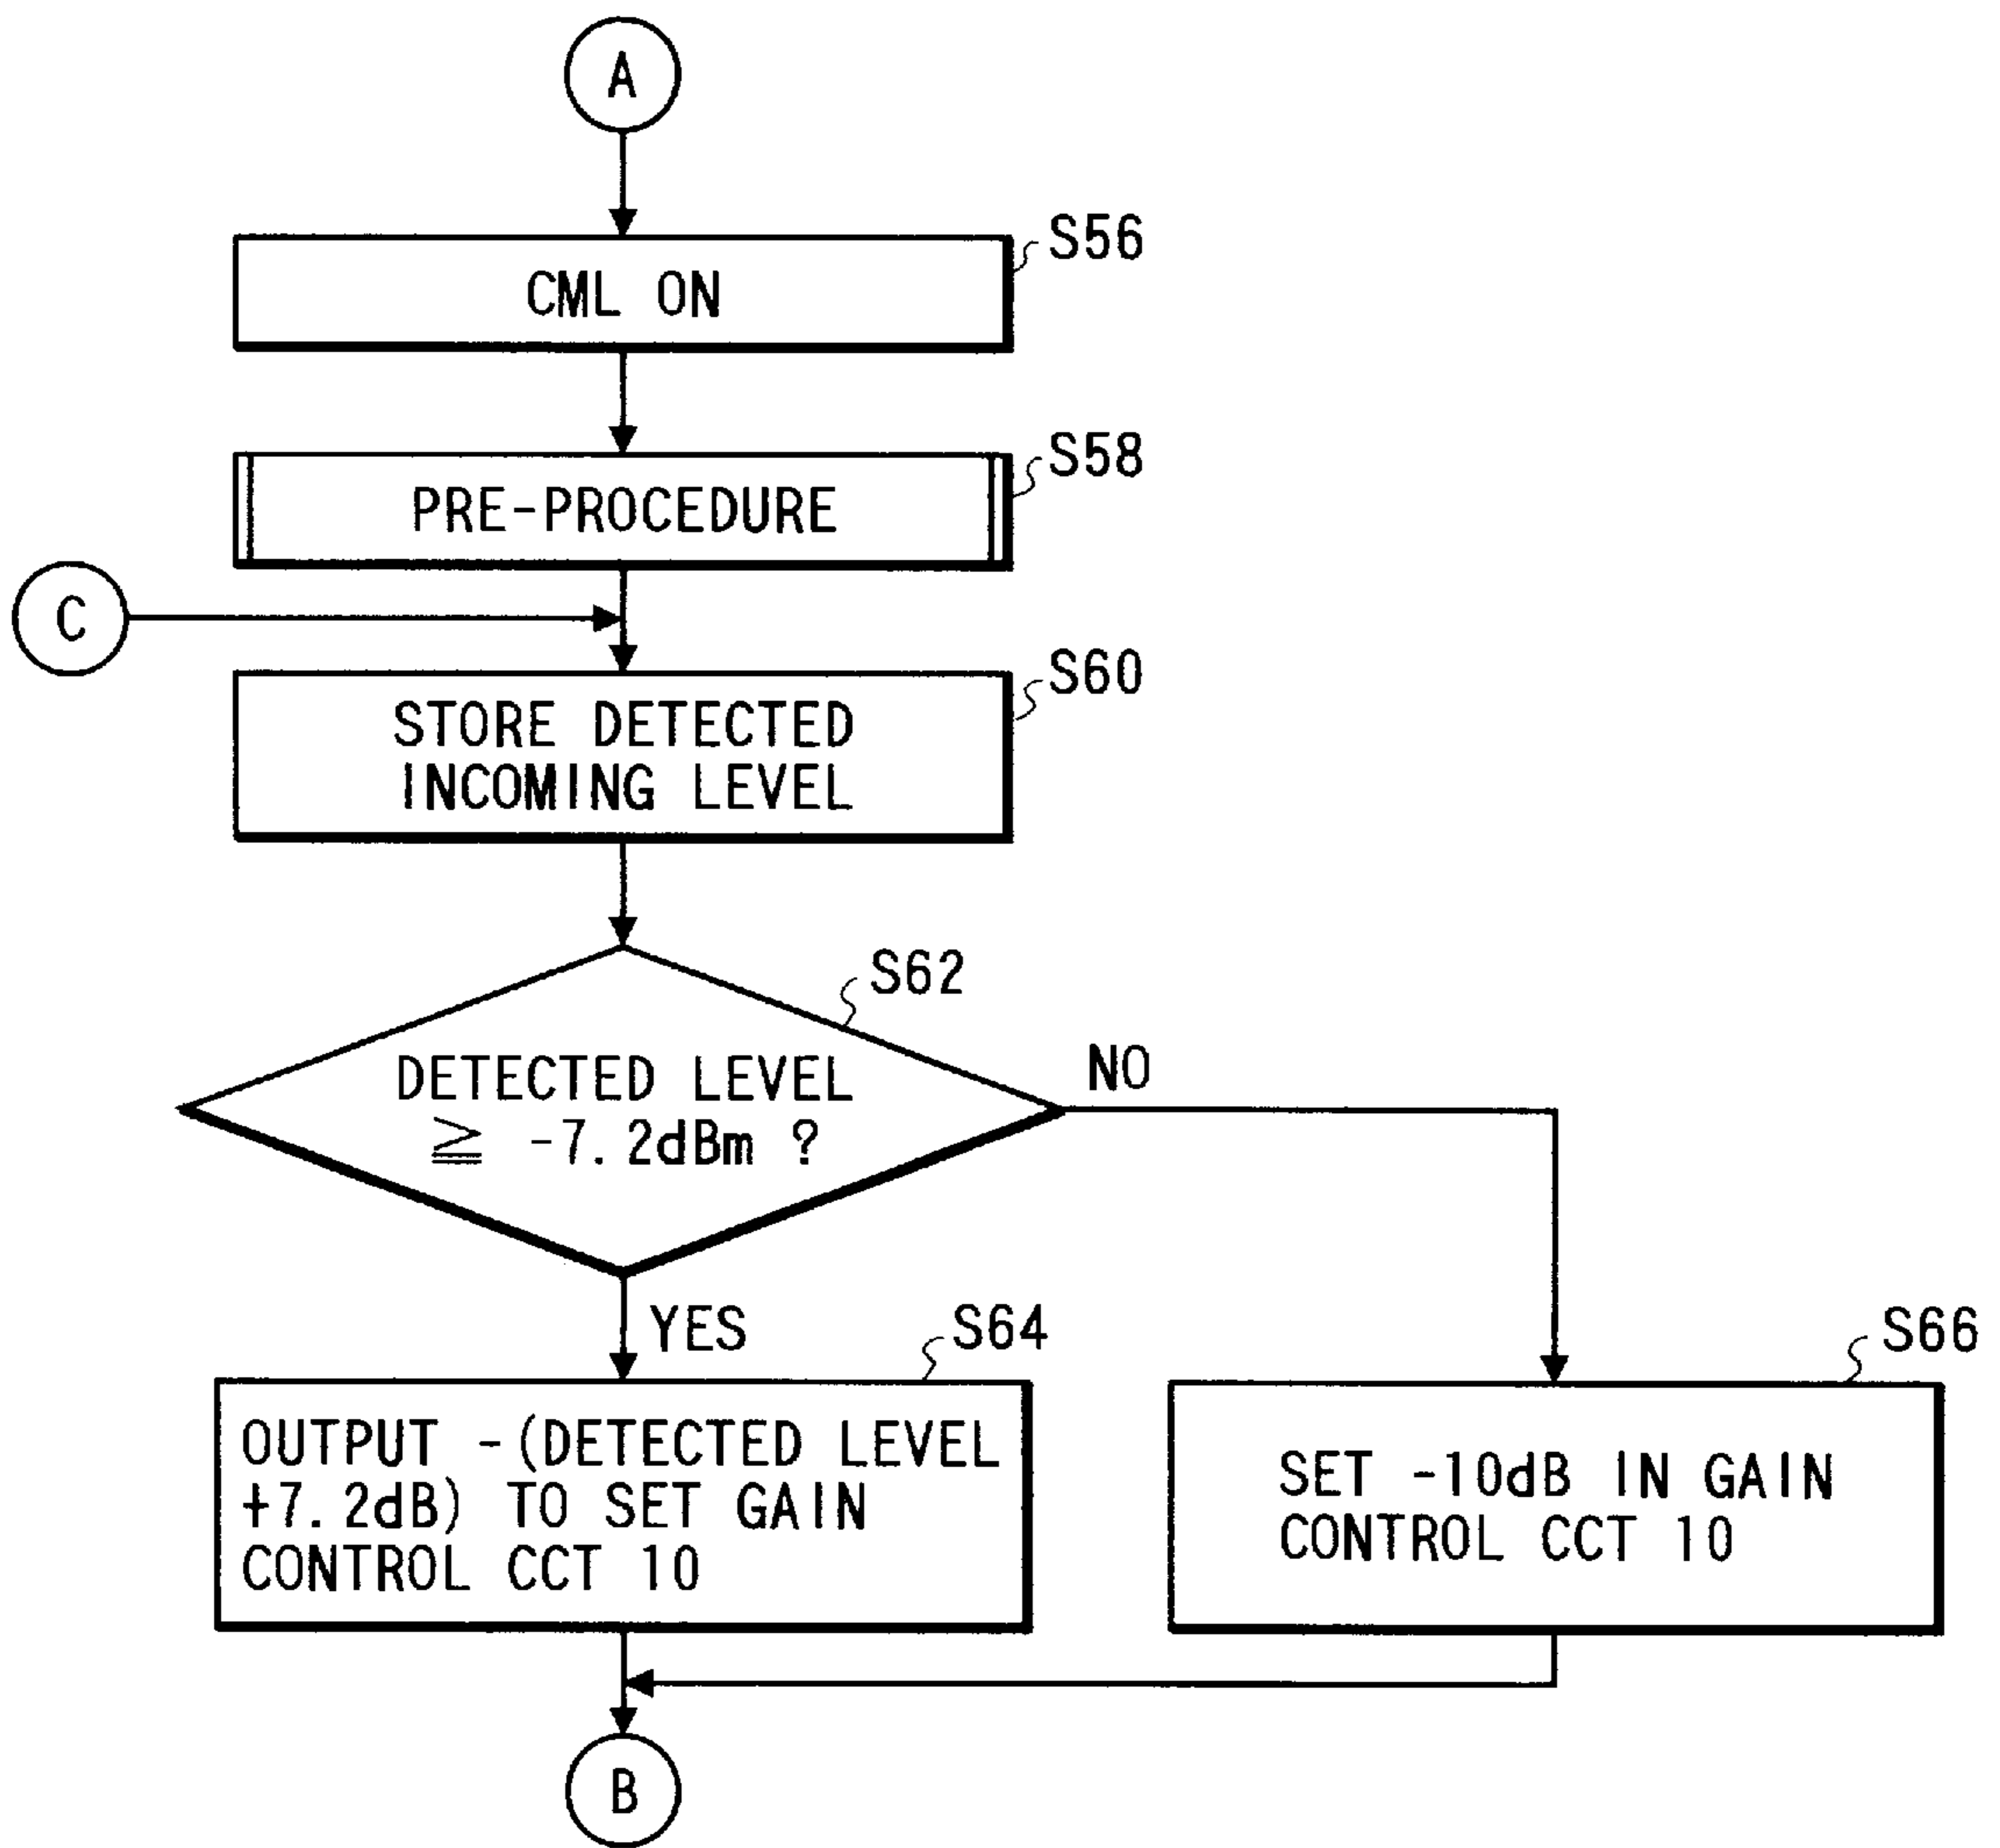 A
S56
CML ON
S58
PRE-PROCEDURE
C
S60
STORE DETECTED
INCOMING LEVEL
S62
DETECTED LEVEL
≧ -7.2dBm ?
NO
YES
S64
OUTPUT -(DETECTED LEVEL
+7.2dB) TO SET GAIN
CONTROL CCT 10
S66
SET -10dB IN GAIN
CONTROL CCT 10
B